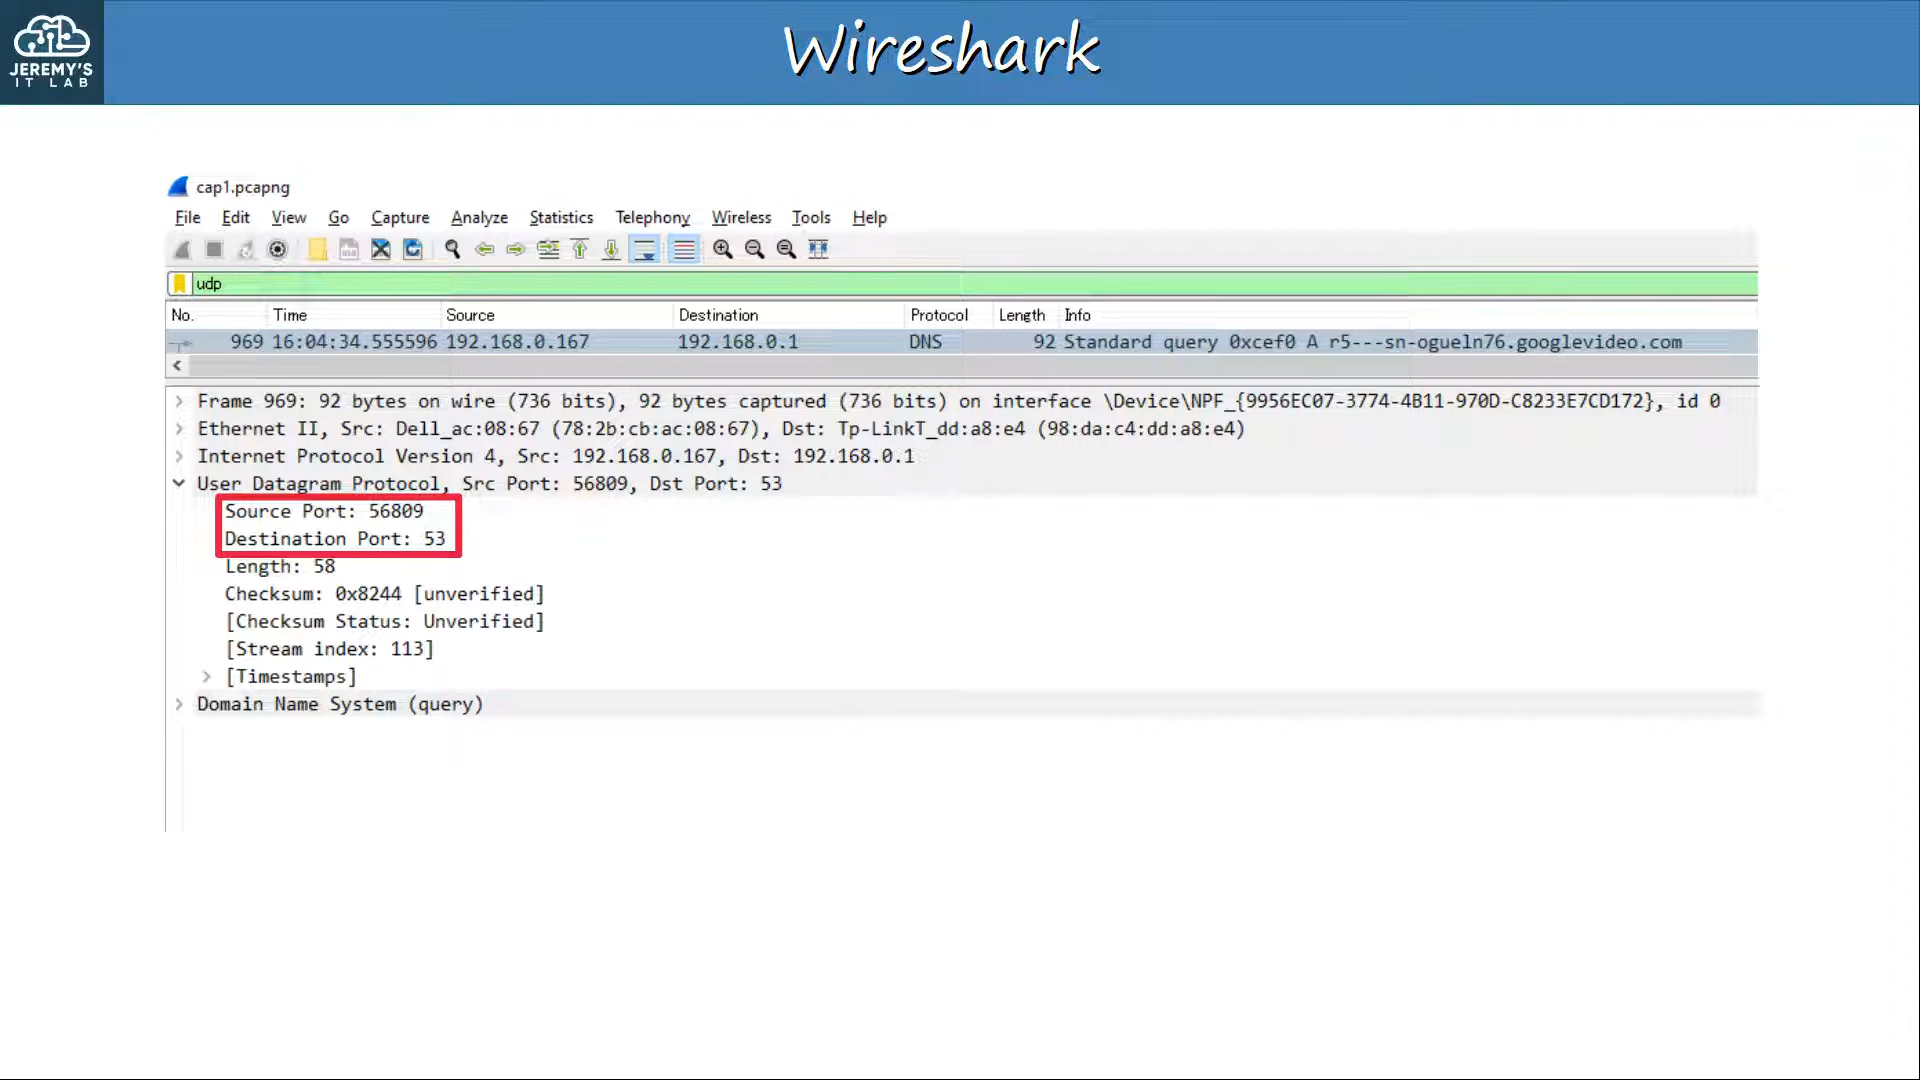 JEREMY'S
IT LAB
Wireshark
cap1.pcapng
File Edit View Go Capture Analyze Statistics Telephony Wireless Tools Help
udp
No. Time Source Destination Protocol Length Info
969 16:04:34.555596 192.168.0.167 192.168.0.1 DNS 92 Standard query 0xcef0 A r5---sn-ogueln76.googlevideo.com
Frame 969: 92 bytes on wire (736 bits), 92 bytes captured (736 bits) on interface \Device\NPF_{9956EC07-3774-4B11-970D-C8233E7CD172}, id 0
Ethernet II, Src: Dell_ac:08:67 (78:2b:cb:ac:08:67), Dst: Tp-LinkT_dd:a8:e4 (98:da:c4:dd:a8:e4)
Internet Protocol Version 4, Src: 192.168.0.167, Dst: 192.168.0.1
User Datagram Protocol, Src Port: 56809, Dst Port: 53
Source Port: 56809
Destination Port: 53
Length: 58
Checksum: 0x8244 [unverified]
[Checksum Status: Unverified]
[Stream index: 113]
[Timestamps]
Domain Name System (query)